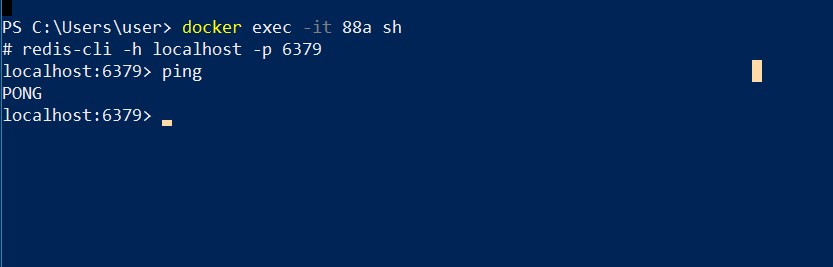 PS C:\Users\user> docker exec -it 88a sh
# redis-cli -h localhost -p 6379
localhost:6379> ping
PONG
localhost:6379>